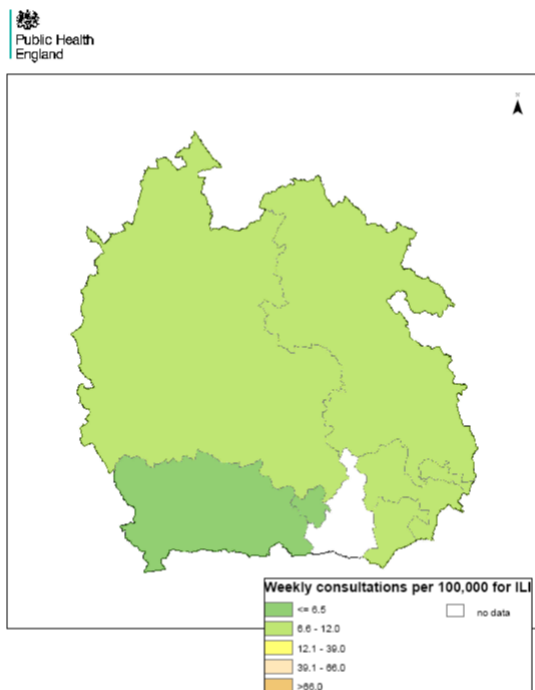 Public Health
England
Weekly consultations per 100,000 for ILI
<= 6.5
no data
6.6 - 12.0
12.1 - 39.0
39.1 - 66.0
>66.0